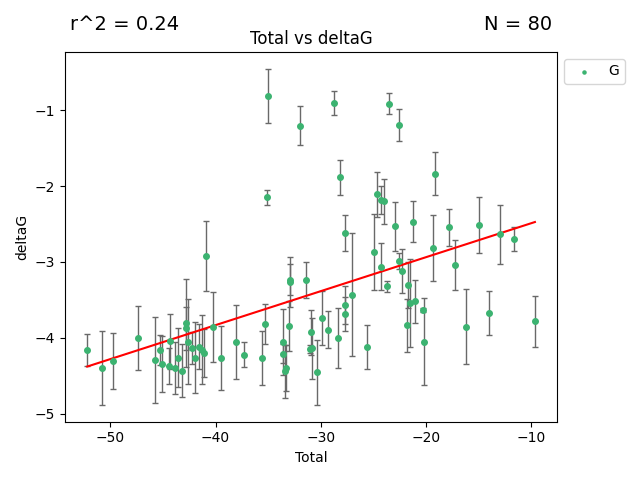 r^2 = 0.24
N = 80
Total vs deltaG
G
−1
−2
−3
−4
−5
deltaG
−50
−40
−30
−20
−10
Total